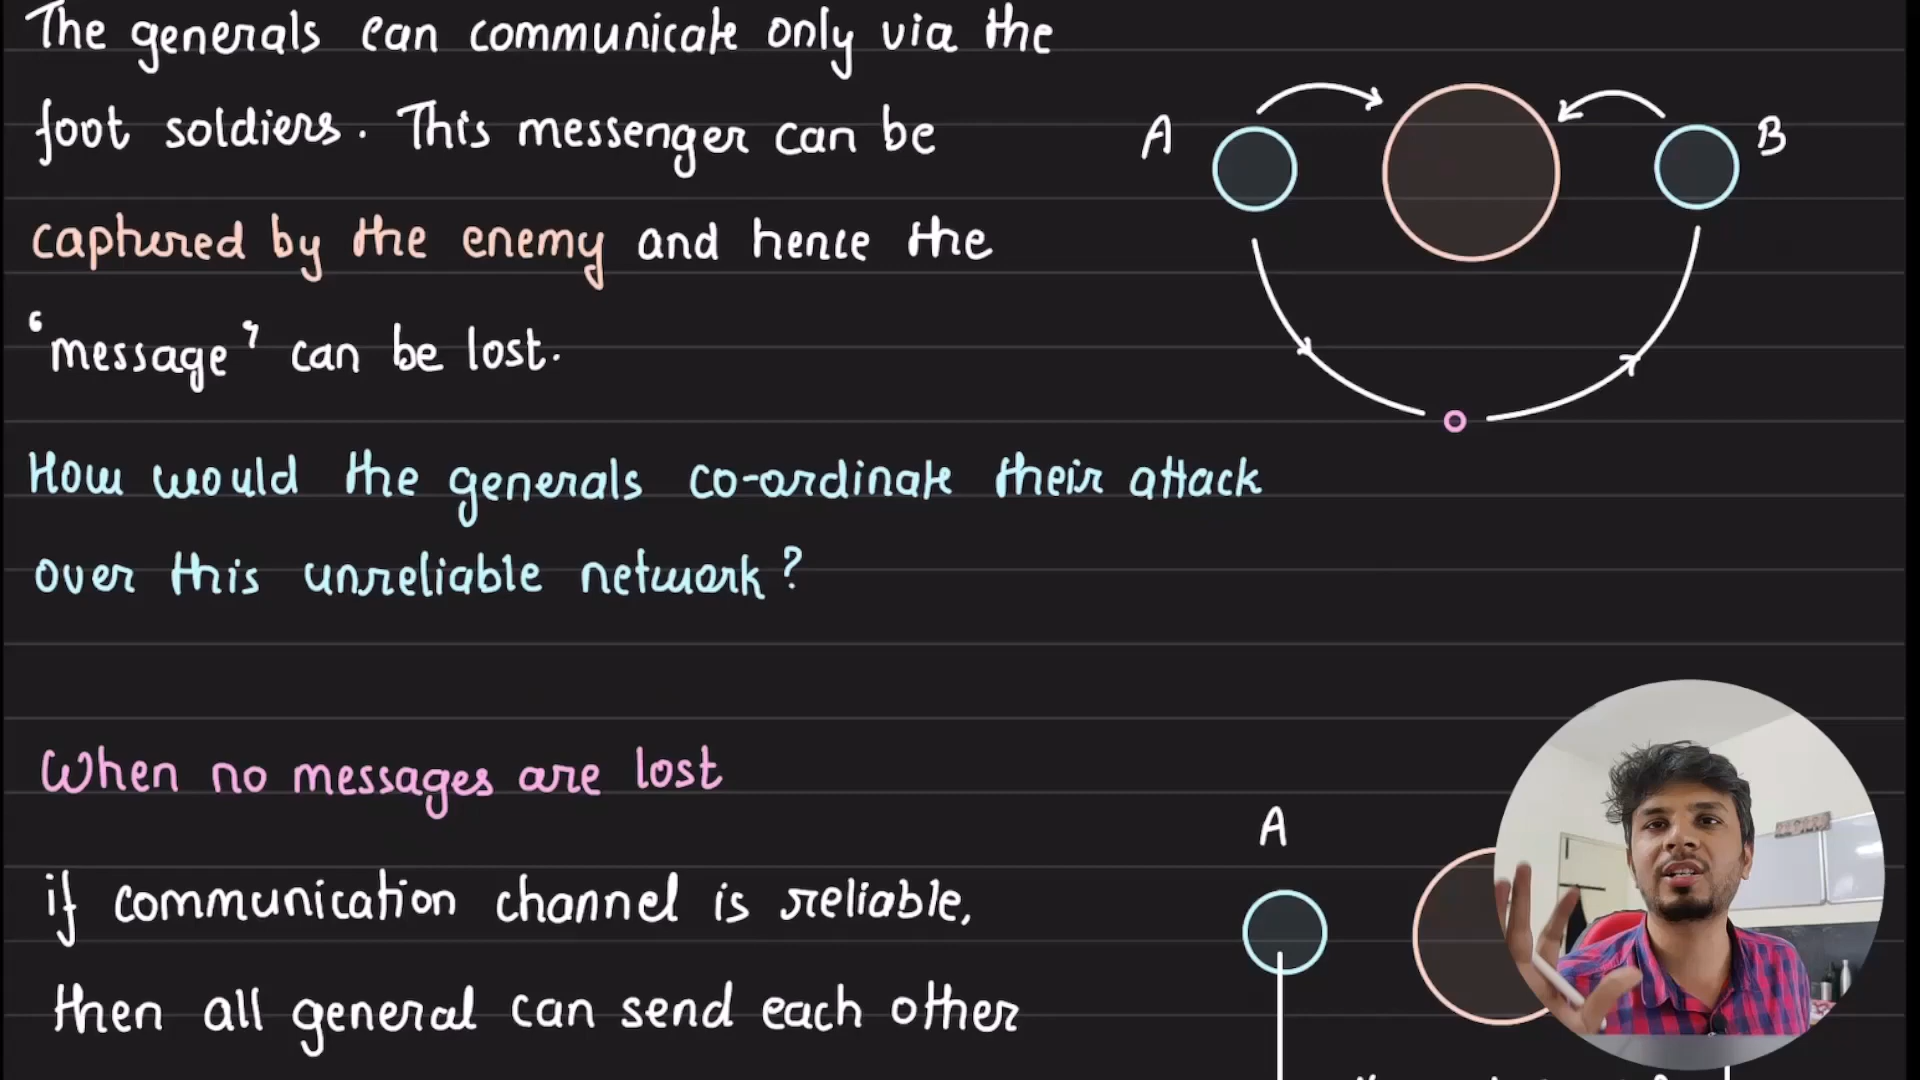 The generals can communicate only via the
foot soldiers. This messenger can be
captured by the enemy and hence the
"message" can be lost.
A
B
How would the generals co-ordinate their attack
over this unreliable network?
When no messages are lost
A
if communication channel is reliable,
then all general can send each other